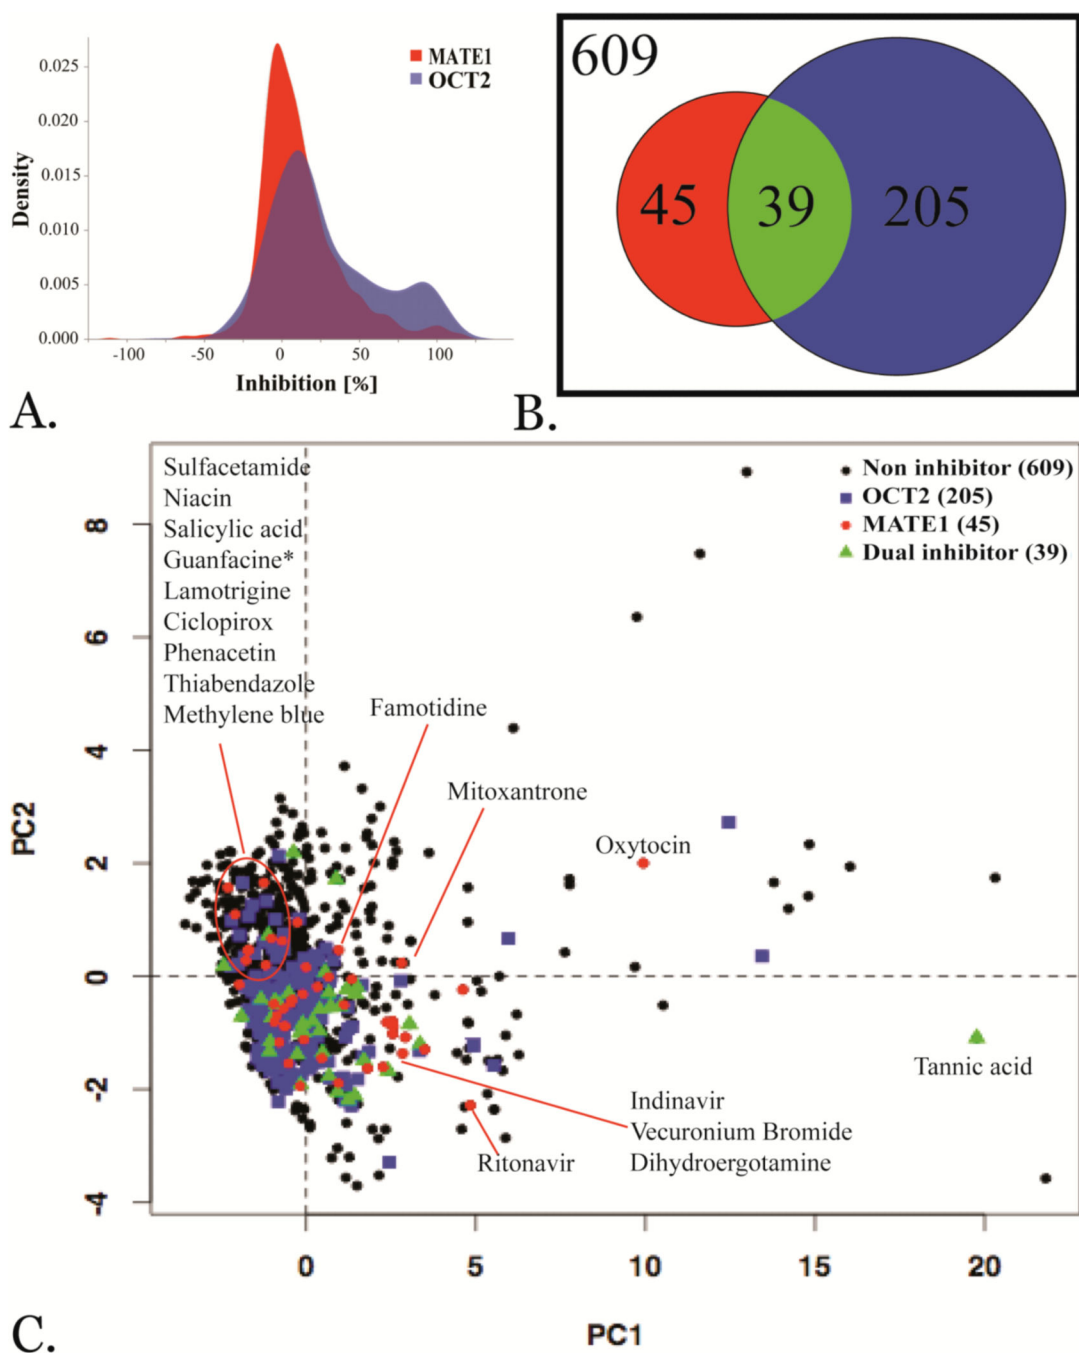 MATE1
OCT2
0.025
0.020
0.015
0.010
0.005
0.000
Density
-100
-50
0
50
100
Inhibition [%]
A.
609
45
39
205
B.
Sulfacetamide
Niacin
Salicylic acid
Guanfacine*
Lamotrigine
Ciclopirox
Phenacetin
Thiabendazole
Methylene blue
Non inhibitor (609)
OCT2 (205)
MATE1 (45)
Dual inhibitor (39)
Famotidine
Mitoxantrone
Oxytocin
Tannic acid
Indinavir
Vecuronium Bromide
Dihydroergotamine
Ritonavir
8
6
4
2
0
-2
-4
PC2
0
5
10
15
20
PC1
C.